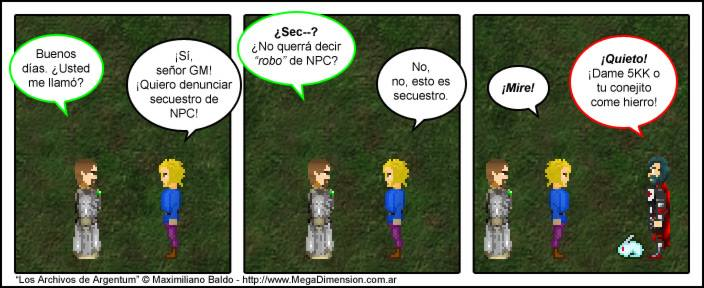 Buenos
días. ¿Usted
me llamó?
¡Sí,
señor GM!
¡Quiero denunciar
secuestro de
NPC!
¿Sec--?
¿No querrá decir
“robo” de NPC?
No,
no, esto es
secuestro.
¡Mire!
¡Quieto!
¡Dame 5KK o
tu conejito
come hierro!
“Los Archivos de Argentum” © Maximiliano Baldo - http://www.MegaDimension.com.ar